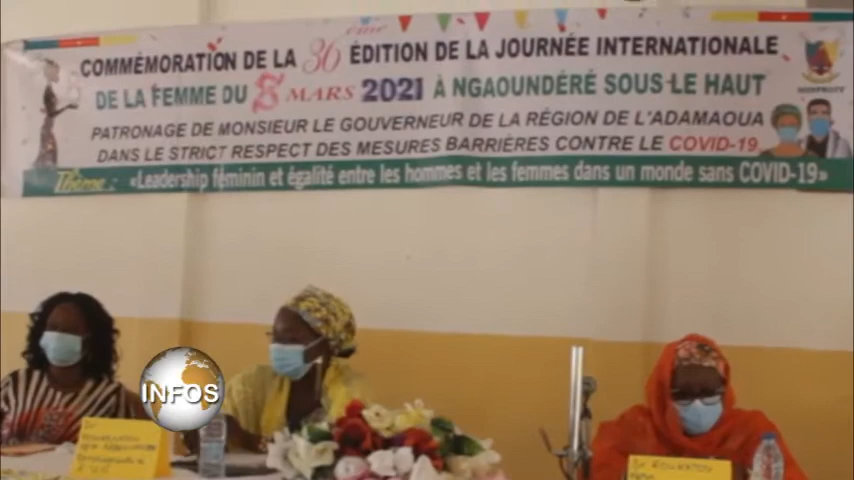 COMMÉMORATION DE LA 36ème ÉDITION DE LA JOURNÉE INTERNATIONALE
DE LA FEMME DU 8 MARS 2021 À NGAOUNDÉRÉ SOUS LE HAUT
PATRONAGE DE MONSIEUR LE GOUVERNEUR DE LA RÉGION DE L'ADAMAOUA
DANS LE STRICT RESPECT DES MESURES BARRIÈRES CONTRE LE COVID-19
Thème : «Leadership féminin et égalité entre les hommes et les femmes dans un monde sans COVID-19»
INFOS
Dr
Dr